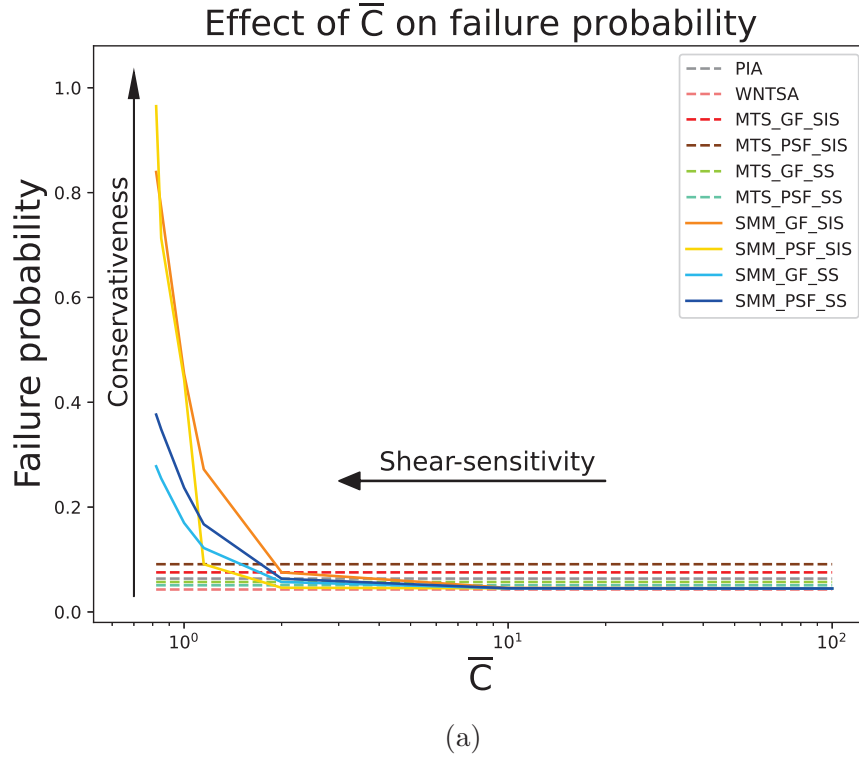 Effect of C̅ on failure probability
Failure probability
Conservativeness
1.0
0.8
0.6
0.4
0.2
0.0
PIA
WNTSA
MTS_GF_SIS
MTS_PSF_SIS
MTS_GF_SS
MTS_PSF_SS
SMM_GF_SIS
SMM_PSF_SIS
SMM_GF_SS
SMM_PSF_SS
Shear-sensitivity
10⁰
10¹
10²
C̅
(a)